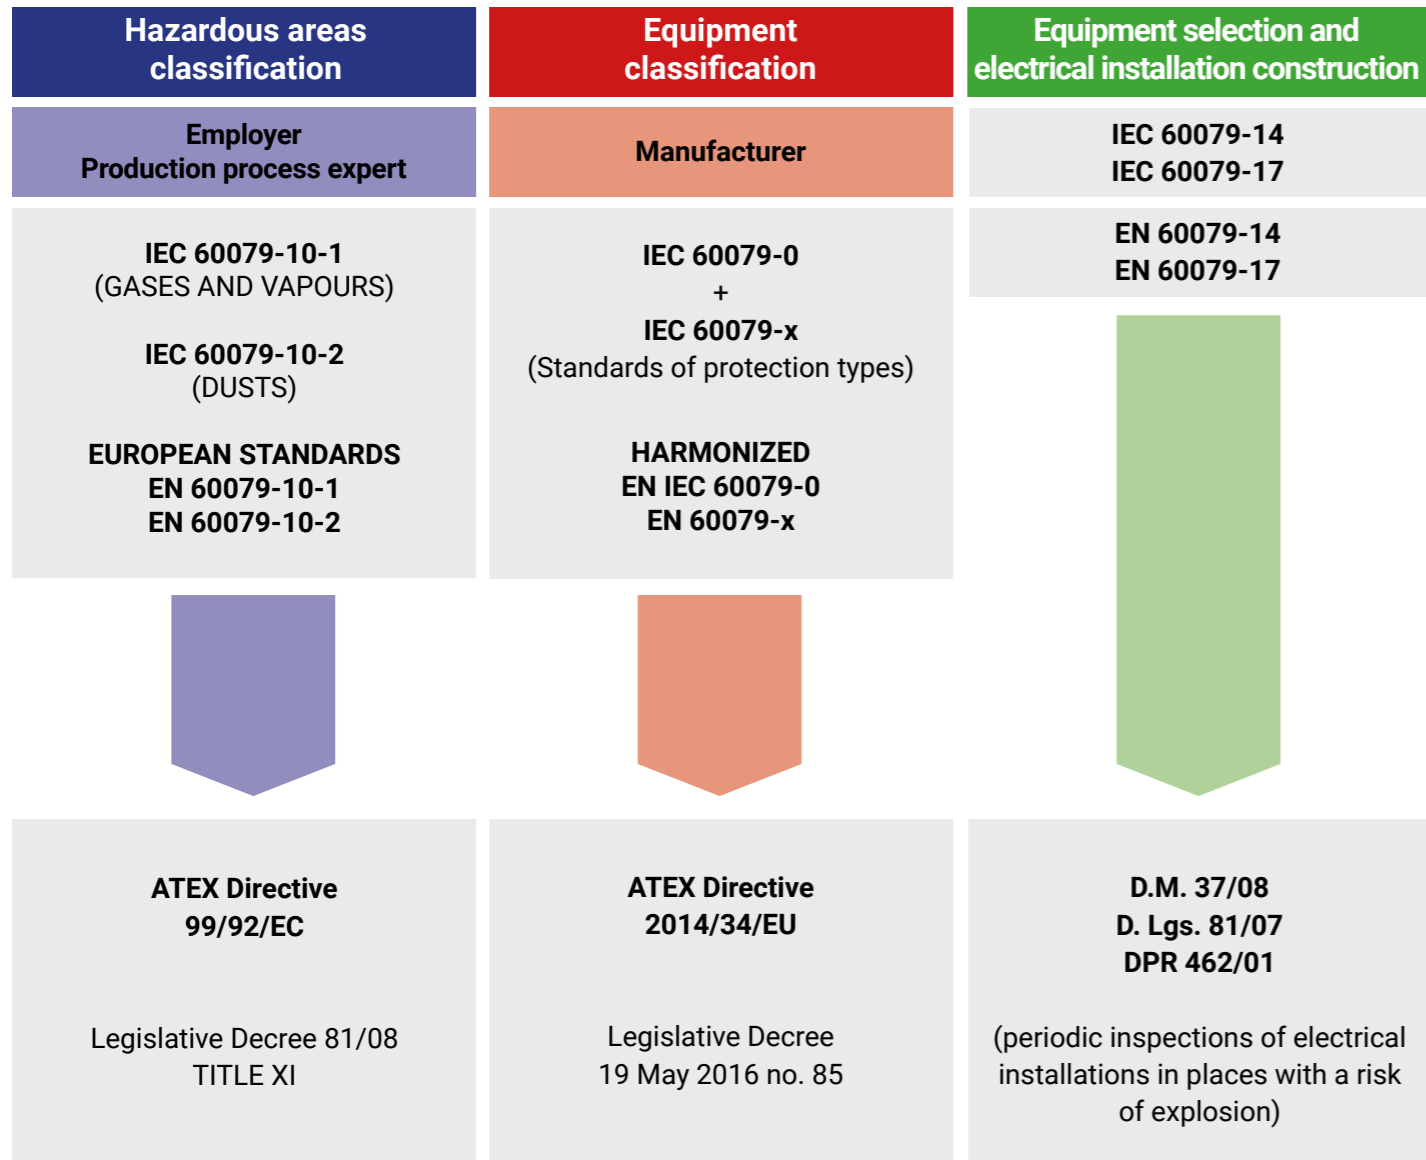 Hazardous areas
classification
Employer
Production process expert
IEC 60079-10-1
(GASES AND VAPOURS)
IEC 60079-10-2
(DUSTS)
EUROPEAN STANDARDS
EN 60079-10-1
EN 60079-10-2
ATEX Directive
99/92/EC
Legislative Decree 81/08
TITLE XI
Equipment
classification
Manufacturer
IEC 60079-0
+
IEC 60079-x
(Standards of protection types)
HARMONIZED
EN IEC 60079-0
EN 60079-x
ATEX Directive
2014/34/EU
Legislative Decree
19 May 2016 no. 85
Equipment selection and
electrical installation construction
IEC 60079-14
IEC 60079-17
EN 60079-14
EN 60079-17
D.M. 37/08
D. Lgs. 81/07
DPR 462/01
(periodic inspections of electrical
installations in places with a risk
of explosion)